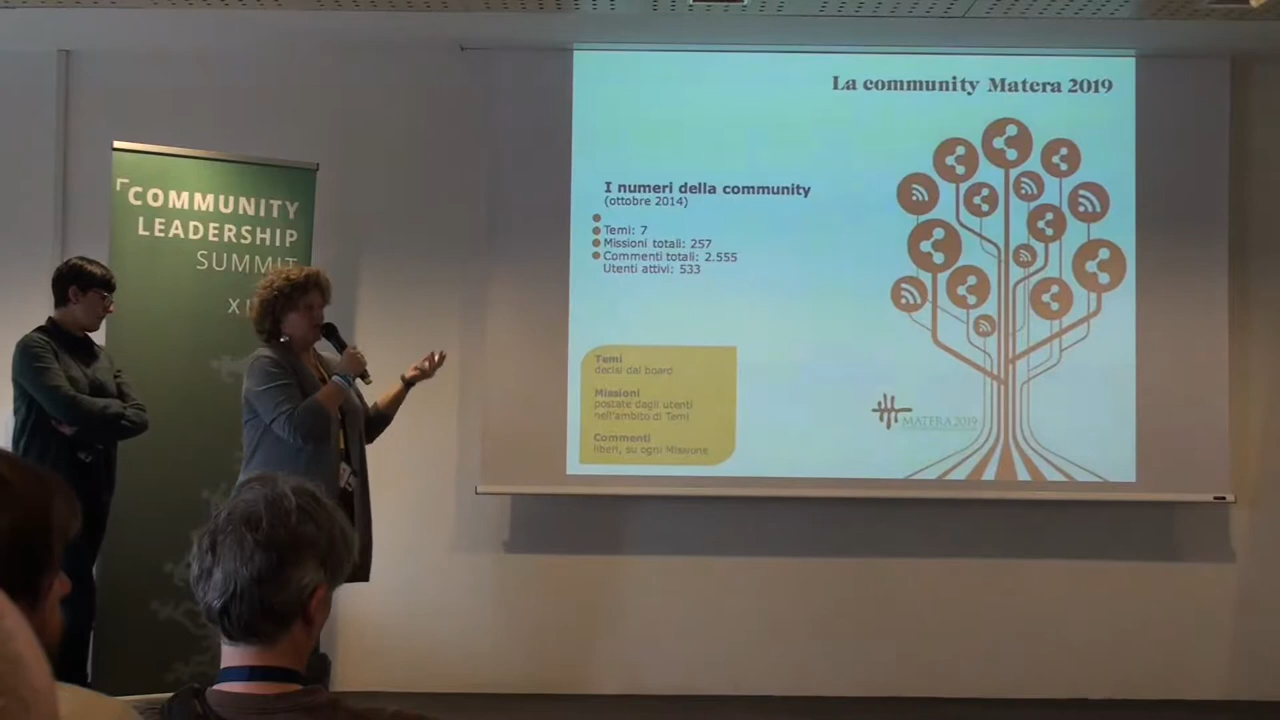 COMMUNITY
LEADERSHIP
SUMMIT
La community Matera 2019
I numeri della community
(ottobre 2014)
Temi: 7
Missioni totali: 257
Commenti totali: 2.555
Utenti attivi: 533
Temi
decisi dal board
Missioni
postate dagli utenti
nell'ambito di Temi
Commenti
liberi, su ogni Missione
MATERA 2019